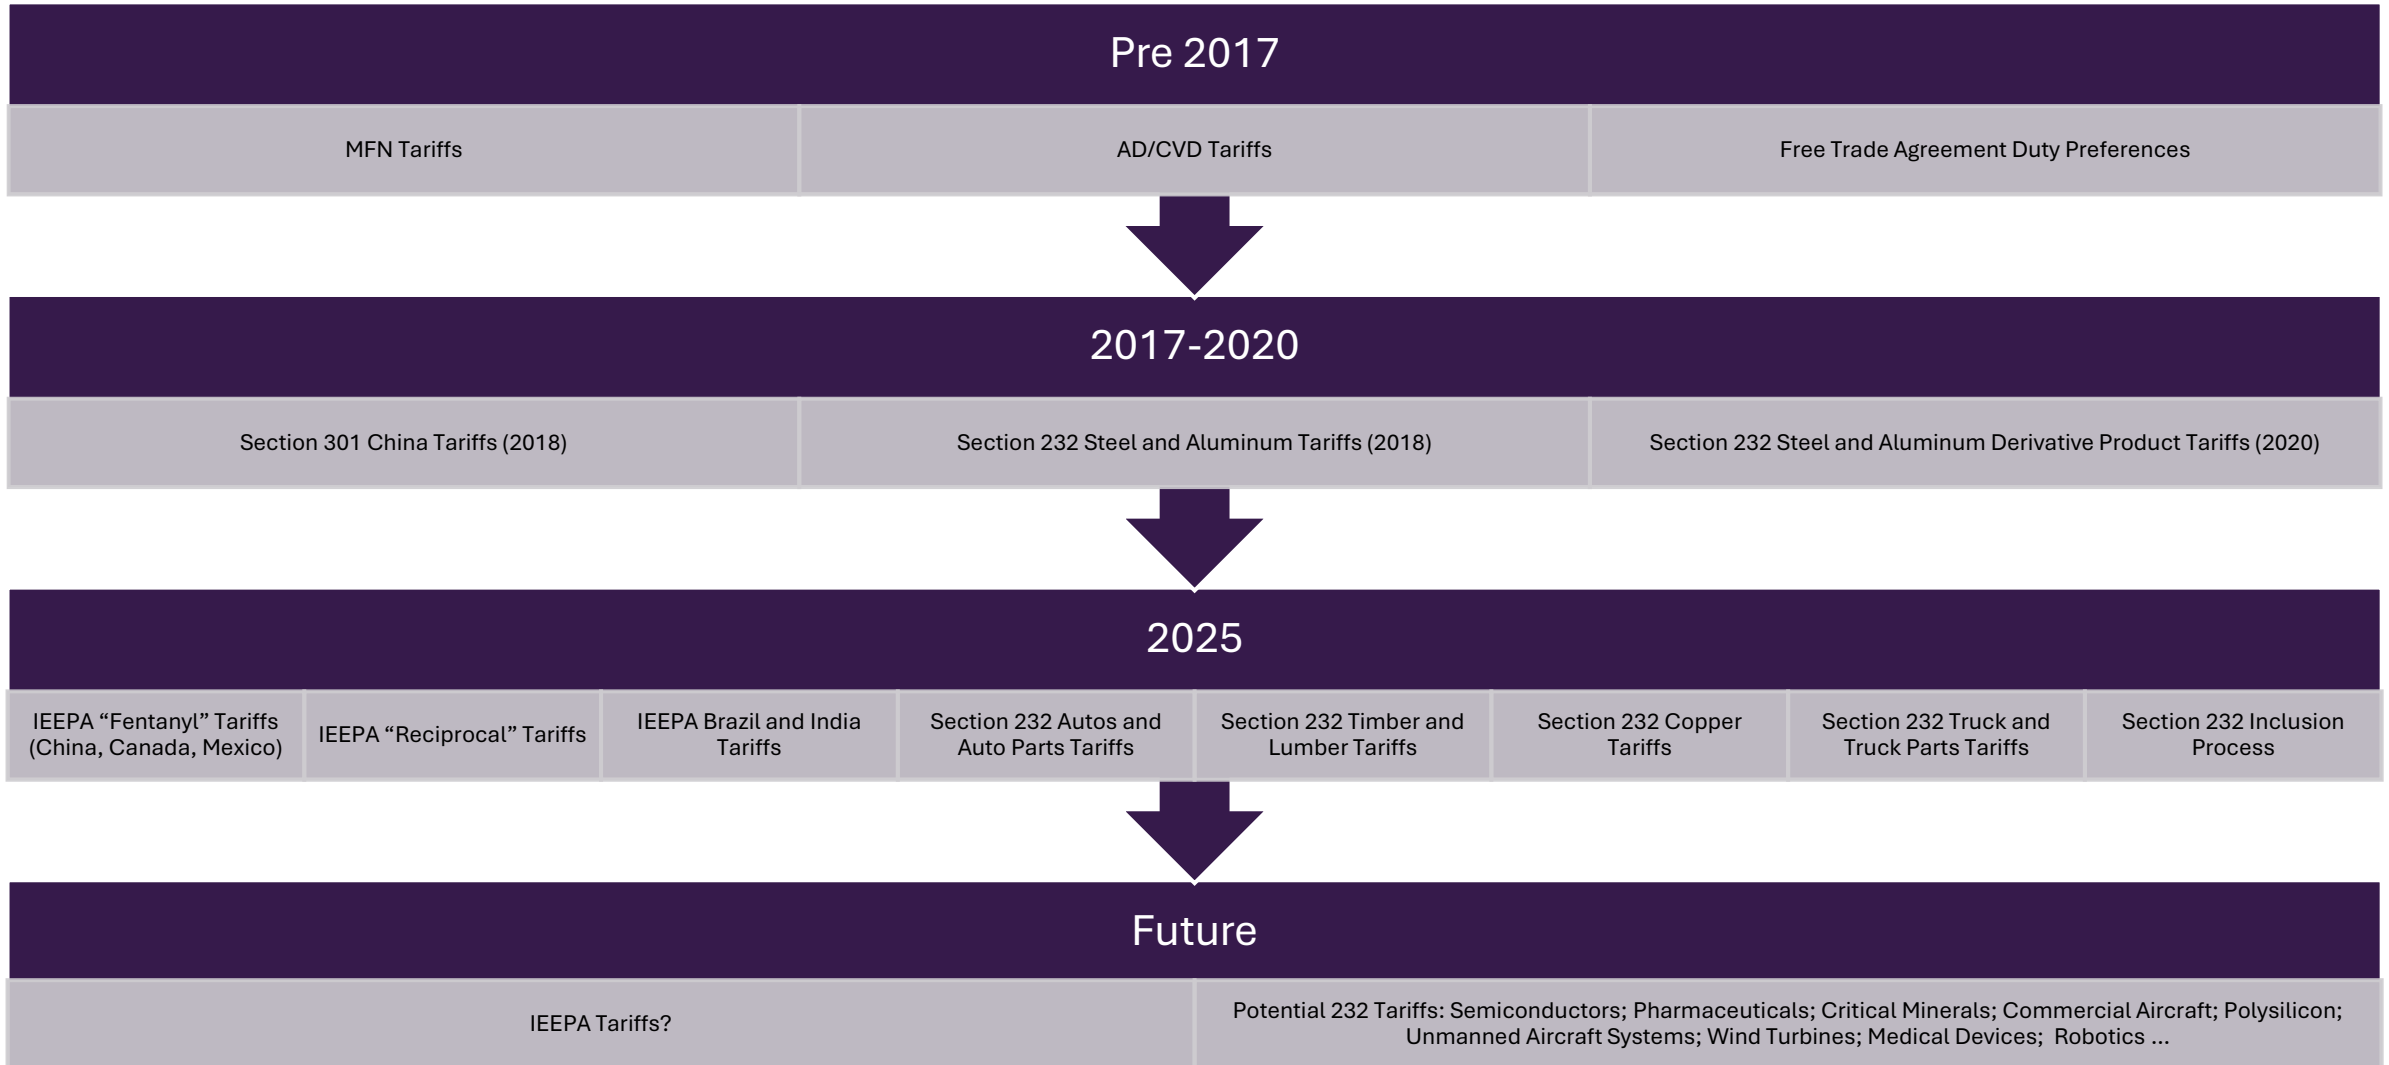 Pre 2017
MFN Tariffs
AD/CVD Tariffs
Free Trade Agreement Duty Preferences
2017-2020
Section 301 China Tariffs (2018)
Section 232 Steel and Aluminum Tariffs (2018)
Section 232 Steel and Aluminum Derivative Product Tariffs (2020)
2025
IEEPA “Fentanyl” Tariffs
(China, Canada, Mexico)
IEEPA “Reciprocal” Tariffs
IEEPA Brazil and India
Tariffs
Section 232 Autos and
Auto Parts Tariffs
Section 232 Timber and
Lumber Tariffs
Section 232 Copper
Tariffs
Section 232 Truck and
Truck Parts Tariffs
Section 232 Inclusion
Process
Future
IEEPA Tariffs?
Potential 232 Tariffs: Semiconductors; Pharmaceuticals; Critical Minerals; Commercial Aircraft; Polysilicon;
Unmanned Aircraft Systems; Wind Turbines; Medical Devices;  Robotics ...